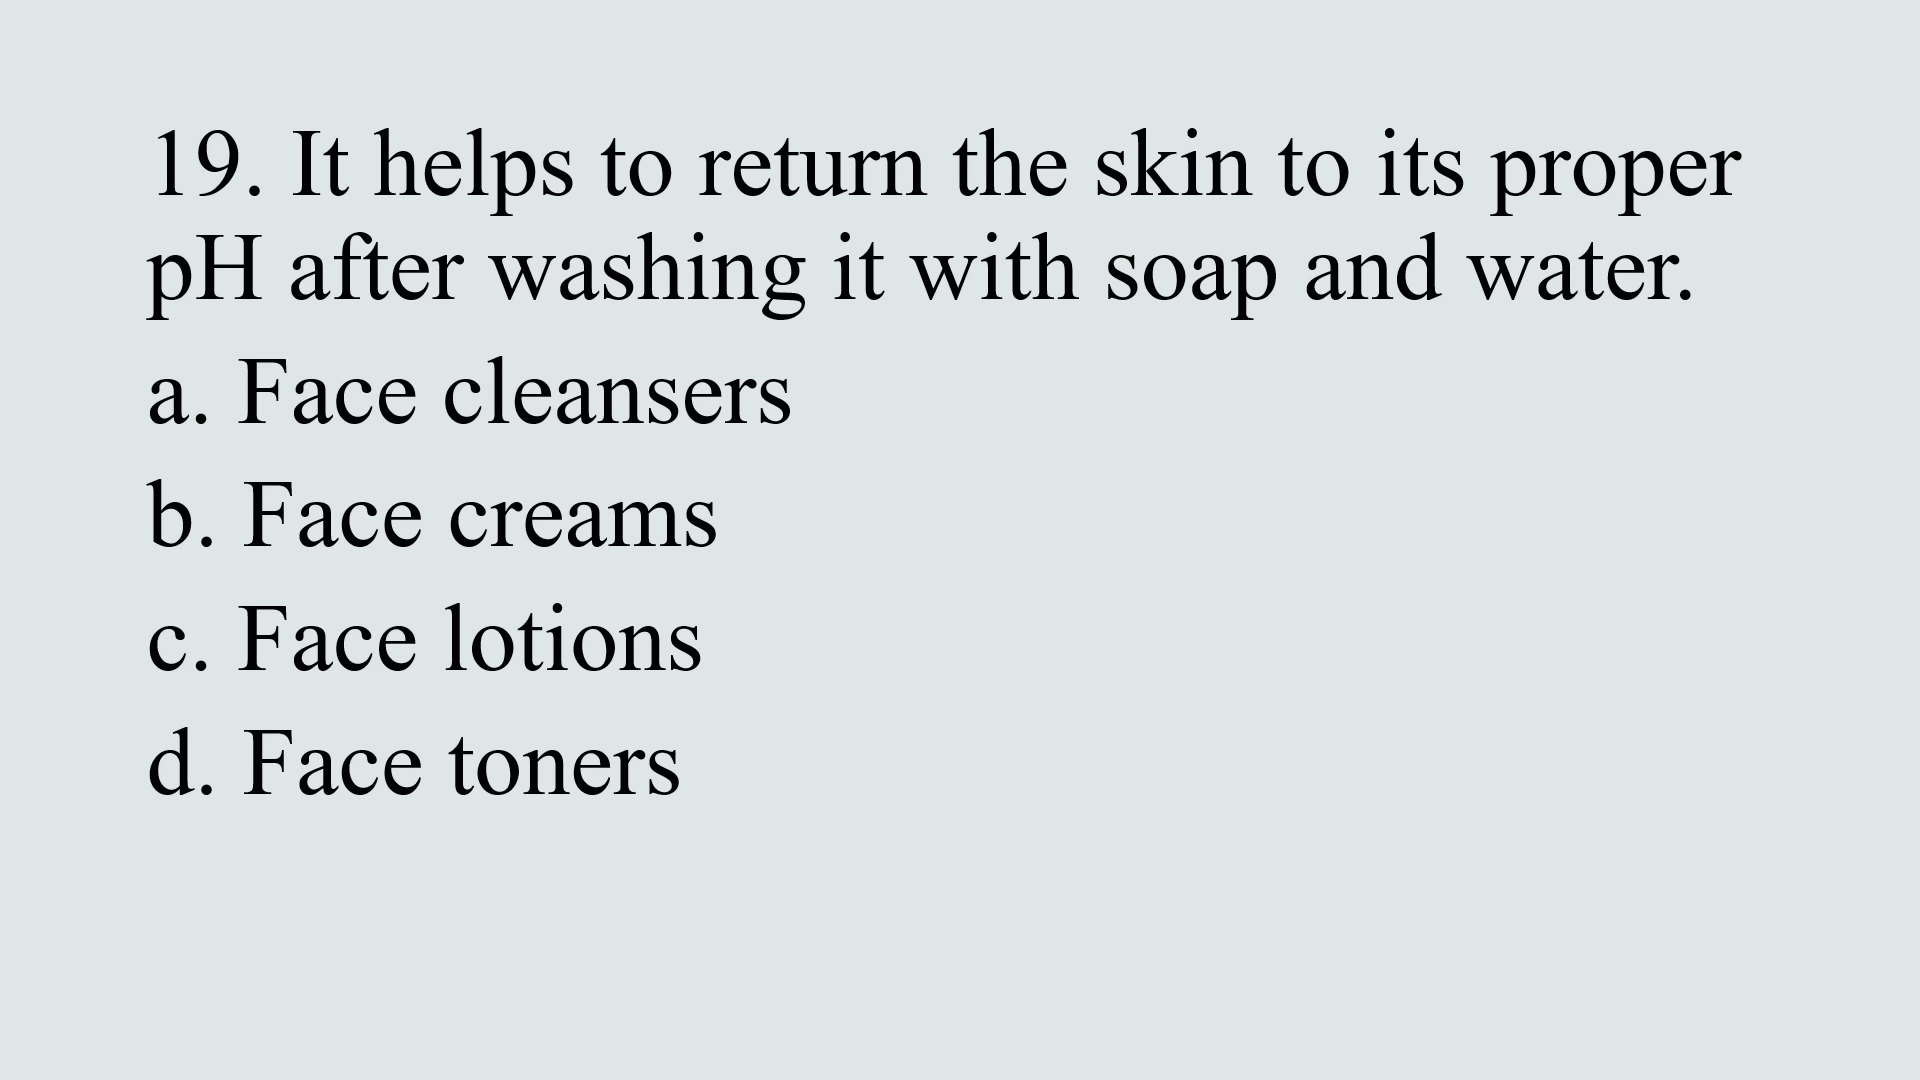 19. It helps to return the skin to its proper
pH after washing it with soap and water.
a. Face cleansers
b. Face creams
c. Face lotions
d. Face toners